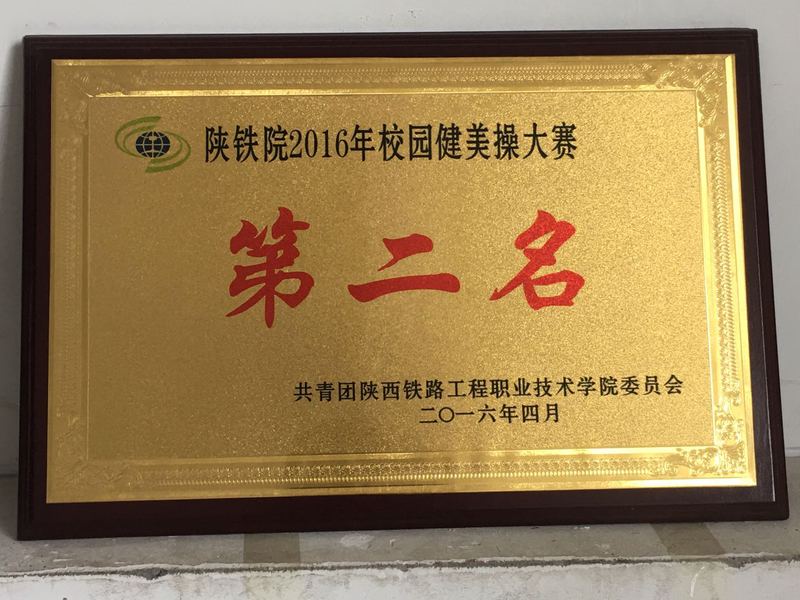 陕铁院2016年校园健美操大赛
第二名
共青团陕西铁路工程职业技术学院委员会
二〇一六年四月